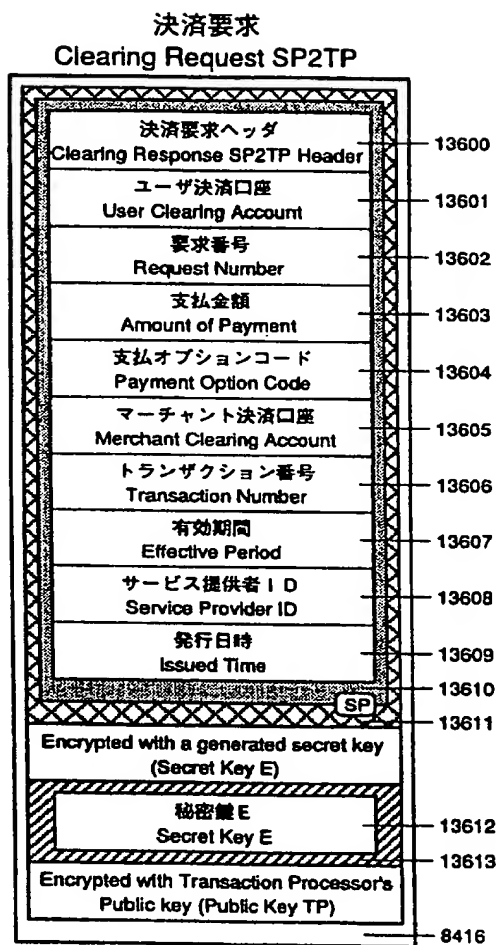 決済要求
Clearing Request SP2TP
決済要求ヘッダ
Clearing Response SP2TP Header
13600
ユーザ決済口座
User Clearing Account
13601
要求番号
Request Number
13602
支払金額
Amount of Payment
13603
支払オプションコード
Payment Option Code
13604
マーチャント決済口座
Merchant Clearing Account
13605
トランザクション番号
Transaction Number
13606
有効期間
Effective Period
13607
サービス提供者ID
Service Provider ID
13608
発行日時
Issued Time
13609
13610
SP
13611
Encrypted with a generated secret key
(Secret Key E)
秘密鍵E
Secret Key E
13612
13613
Encrypted with Transaction Processor's
Public key (Public Key TP)
8416